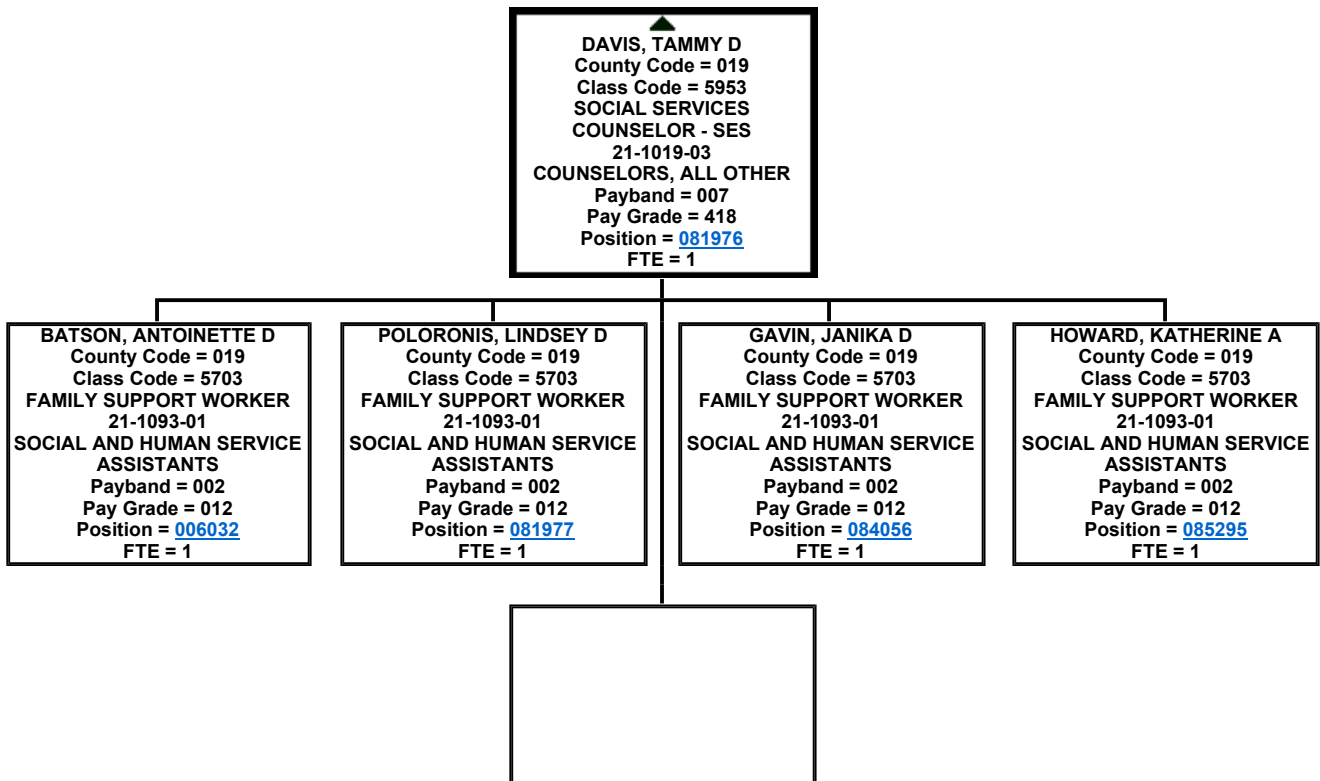 DAVIS, TAMMY D
County Code = 019
Class Code = 5953
SOCIAL SERVICES
COUNSELOR - SES
21-1019-03
COUNSELORS, ALL OTHER
Payband = 007
Pay Grade = 418
Position = 081976
FTE = 1
BATSON, ANTOINETTE D
County Code = 019
Class Code = 5703
FAMILY SUPPORT WORKER
21-1093-01
SOCIAL AND HUMAN SERVICE
ASSISTANTS
Payband = 002
Pay Grade = 012
Position = 006032
FTE = 1
POLORONIS, LINDSEY D
County Code = 019
Class Code = 5703
FAMILY SUPPORT WORKER
21-1093-01
SOCIAL AND HUMAN SERVICE
ASSISTANTS
Payband = 002
Pay Grade = 012
Position = 081977
FTE = 1
GAVIN, JANIKA D
County Code = 019
Class Code = 5703
FAMILY SUPPORT WORKER
21-1093-01
SOCIAL AND HUMAN SERVICE
ASSISTANTS
Payband = 002
Pay Grade = 012
Position = 084056
FTE = 1
HOWARD, KATHERINE A
County Code = 019
Class Code = 5703
FAMILY SUPPORT WORKER
21-1093-01
SOCIAL AND HUMAN SERVICE
ASSISTANTS
Payband = 002
Pay Grade = 012
Position = 085295
FTE = 1